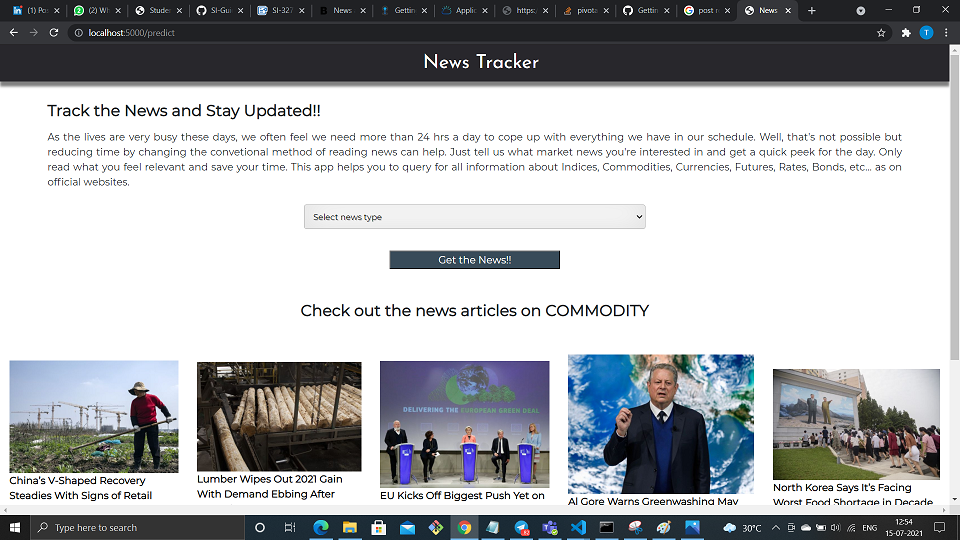 (1) Pos
(2) Wh
Studen
SI-Gui
SI-327
News
Gettin
Applic
https:/
pivota
Gettin
post re
News
localhost:5000/predict
T
News Tracker
Track the News and Stay Updated!!
As the lives are very busy these days, we often feel we need more than 24 hrs a day to cope up with everything we have in our schedule. Well, that's not possible but
reducing time by changing the convetional method of reading news can help. Just tell us what market news you're interested in and get a quick peek for the day. Only
read what you feel relevant and save your time. This app helps you to query for all information about Indices, Commodities, Currencies, Futures, Rates, Bonds, etc... as on
official websites.
Select news type
Get the News!!
Check out the news articles on COMMODITY
DELIVERING THE EUROPEAN GREEN DEAL
China's V-Shaped Recovery
Steadies With Signs of Retail
Lumber Wipes Out 2021 Gain
With Demand Ebbing After
EU Kicks Off Biggest Push Yet on
Al Gore Warns Greenwashing May
North Korea Says It's Facing
Worst Food Shortage in Decade
Type here to search
30°C
ENG
12:54
15-07-2021